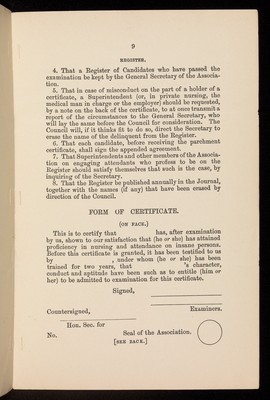 9
REGISTER.
4. That a Register of Candidates who have passed the
examination be kept by the General Secretary of the Associa-
tion.
5. That in case of misconduct on the part of a holder of a
certificate, a Superintendent (or, in private nursing, the
medical man in charge or the employer) should be requested,
by a note on the back of the certificate, to at once transmit a
report of the circumstances to the General Secretary, who
will lay the same before the Council for consideration. The
Council will, if it thinks fit to do so, direct the Secretary to
erase the name of the delinquent from the Register.
6. That each candidate, before receiving the parchment
certificate, shall sign the appended agreement.
7. That Superintendents and other members of the Associa-
tion on engaging attendants who profess to be on the
Register should satisfy themselves that such is the case, by
inquiring of the Secretary.
8. That the Register be published annually in the Journal,
together with the names (if any) that have been erased by
direction of the Council.
FORM OF CERTIFICATE.
(ON FACE.)
This is to certify that has, after examination
by us, shown to our satisfaction that (he or she) has attained
proficiency in nursing and attendance on insane persons.
Before this certificate is granted, it has been testified to us
by , under whom (he or she) has been
trained for two years, that 's character,
conduct and aptitude have been such as to entitle (him or
her) to be admitted to examination for this certificate.
Signed,
Countersigned,
Examiners.
Hon. Sec. for
No. Seal of the Association.
[SEE BACK.]